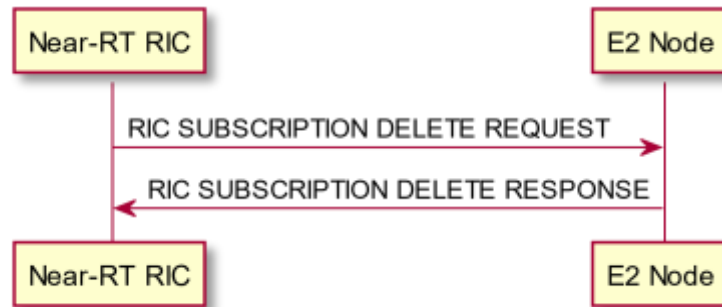 Near-RT RIC
E2 Node
RIC SUBSCRIPTION DELETE REQUEST
RIC SUBSCRIPTION DELETE RESPONSE
Near-RT RIC
E2 Node